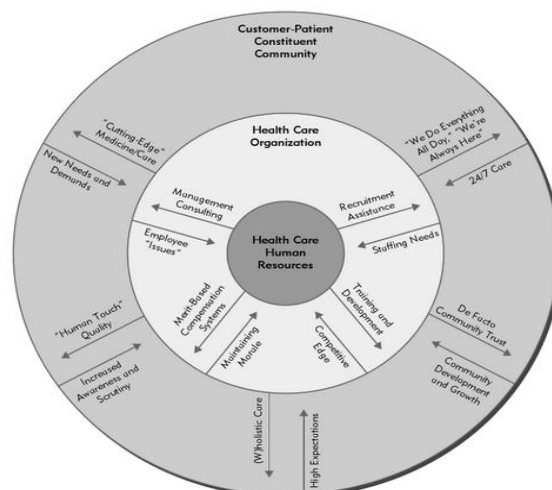 Customer-Patient
Constituent
Community
"Cutting-Edge"
Medicine/Care
New Needs and
Demands
"We Do Everything
All Day;" "We're
Always Here"
24/7 Care
Health Care
Organization
Management
Consulting
Employee
"Issues"
Recruitment
Assistance
Staffing Needs
Health Care
Human
Resources
Merit-Based
Compensation
Systems
Maintaining
Morale
Training and
Development
Competitive
Edge
"Human Touch"
Quality
Increased
Awareness and
Scrutiny
De Facto
Community Trust
Community
Development
and Growth
(W)holistic Care
High Expectations